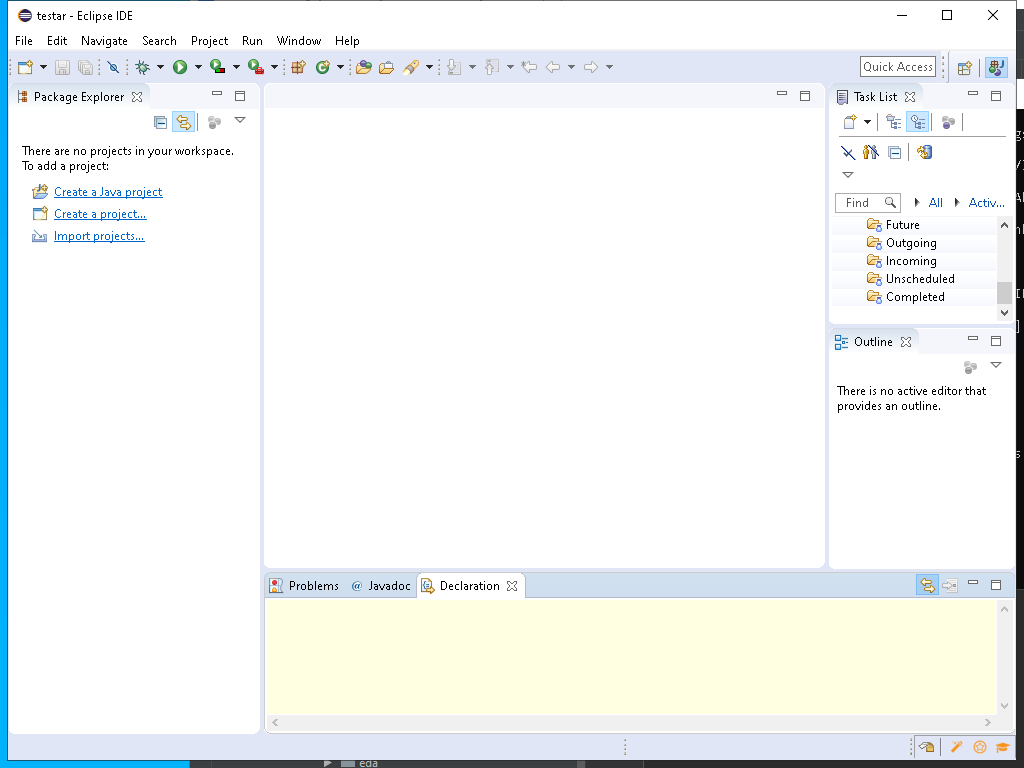 testar - Eclipse IDE
File Edit Navigate Search Project Run Window Help
Quick Access
Package Explorer
There are no projects in your workspace.
To add a project:
Create a Java project
Create a project...
Import projects...
Task List
Find All Activ...
Future
Outgoing
Incoming
Unscheduled
Completed
Outline
There is no active editor that
provides an outline.
Problems @ Javadoc Declaration
eda